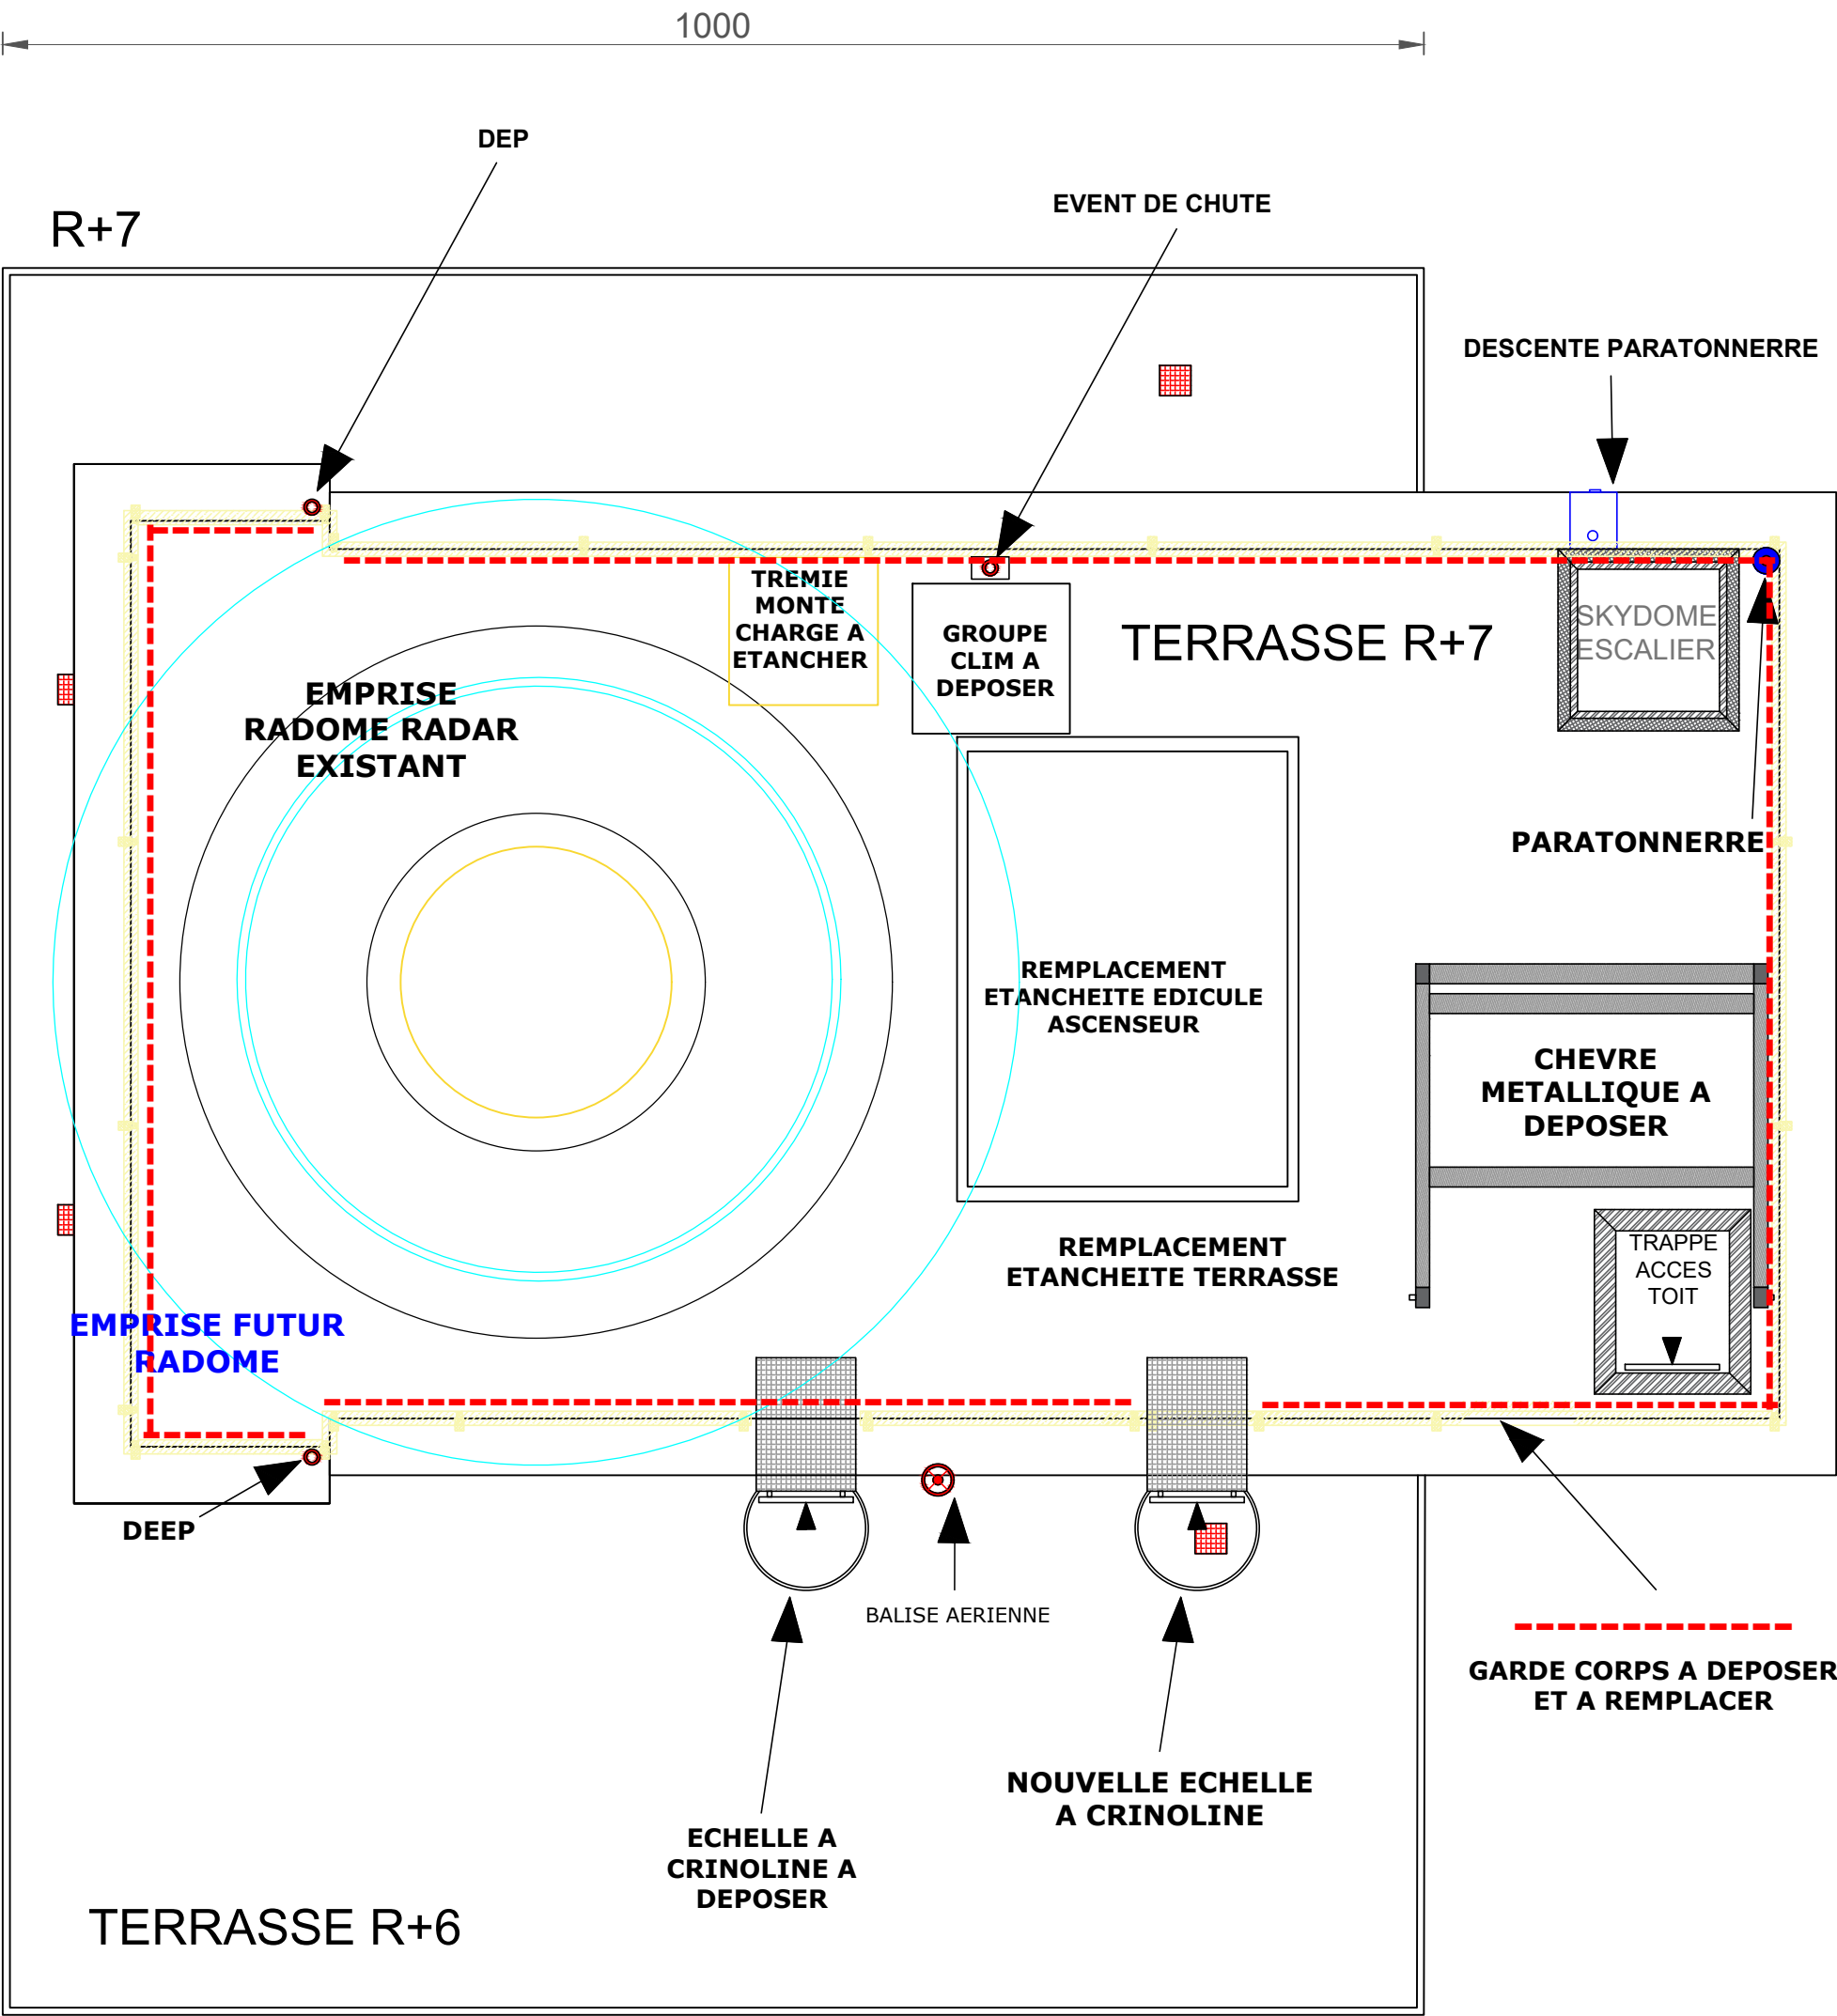 1000
DEP
R+7
EVENT DE CHUTE
DESCENTE PARATONNERRE
TREMIE
MONTE
CHARGE A
ETANCHER
GROUPE
CLIM A
DEPOSER
TERRASSE R+7
SKYDOME
ESCALIER
EMPRISE
RADOME RADAR
EXISTANT
PARATONNERRE
REMPLACEMENT
ETANCHEITE EDICULE
ASCENSEUR
CHEVRE
METALLIQUE A
DEPOSER
REMPLACEMENT
ETANCHEITE TERRASSE
TRAPPE
ACCES
TOIT
EMPRISE FUTUR
RADOME
DEEP
BALISE AERIENNE
GARDE CORPS A DEPOSER
ET A REMPLACER
NOUVELLE ECHELLE
A CRINOLINE
ECHELLE A
CRINOLINE A
DEPOSER
TERRASSE R+6